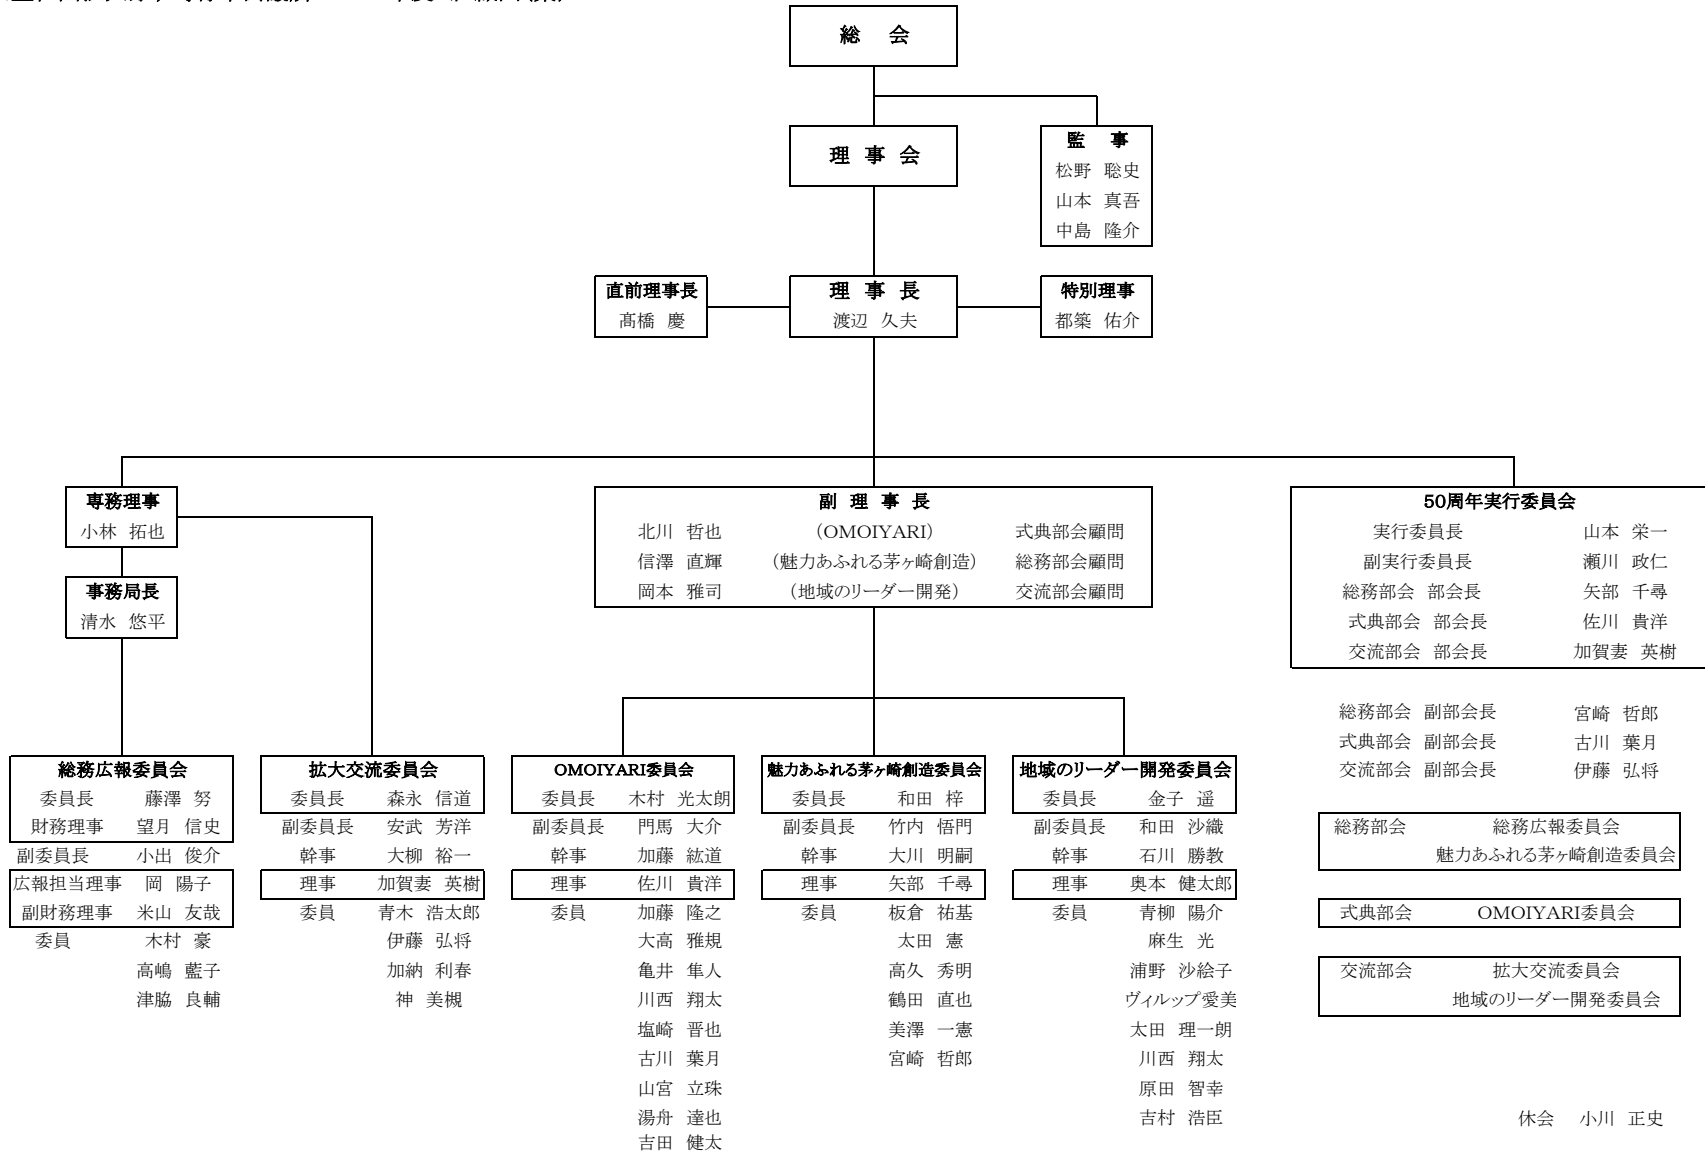 総 会
理 事 会
監 事
松野 聡史
山本 真吾
中島 隆介
直前理事長
髙橋 慶
理 事 長
渡辺 久夫
特別理事
都築 佑介
専務理事
小林 拓也
事務局長
清水 悠平
副 理 事 長
北川 哲也 (OMOIYARI) 式典部会顧問
信澤 直輝 (魅力あふれる茅ヶ崎創造) 総務部会顧問
岡本 雅司 (地域のリーダー開発) 交流部会顧問
50周年実行委員会
実行委員長 山本 栄一
副実行委員長 瀬川 政仁
総務部会 部会長 矢部 千尋
式典部会 部会長 佐川 貴洋
交流部会 部会長 加賀妻 英樹
総務部会 副部会長 宮崎 哲郎
式典部会 副部会長 古川 葉月
交流部会 副部会長 伊藤 弘将
総務広報委員会
委員長 藤澤 努
財務理事 望月 信史
副委員長 小出 俊介
広報担当理事 岡 陽子
副財務理事 米山 友哉
委員 木村 豪
高嶋 藍子
津脇 良輔
拡大交流委員会
委員長 森永 信道
副委員長 安武 芳洋
幹事 大柳 裕一
理事 加賀妻 英樹
委員 青木 浩太郎
伊藤 弘将
加納 利春
神 美槻
OMOIYARI委員会
委員長 木村 光太朗
副委員長 門馬 大介
幹事 加藤 紘道
理事 佐川 貴洋
委員 加藤 隆之
大高 雅規
亀井 隼人
川西 翔太
塩崎 晋也
古川 葉月
山宮 立珠
湯舟 達也
吉田 健太
魅力あふれる茅ヶ崎創造委員会
委員長 和田 梓
副委員長 竹内 悟門
幹事 大川 明嗣
理事 矢部 千尋
委員 板倉 祐基
太田 憲
高久 秀明
鶴田 直也
美澤 一憲
宮崎 哲郎
地域のリーダー開発委員会
委員長 金子 遥
副委員長 和田 沙織
幹事 石川 勝教
理事 奥本 健太郎
委員 青柳 陽介
麻生 光
浦野 沙絵子
ヴィルップ愛美
太田 理一朗
川西 翔太
原田 智幸
吉村 浩臣
総務部会 総務広報委員会
魅力あふれる茅ヶ崎創造委員会
式典部会 OMOIYARI委員会
交流部会 拡大交流委員会
地域のリーダー開発委員会
休会 小川 正史